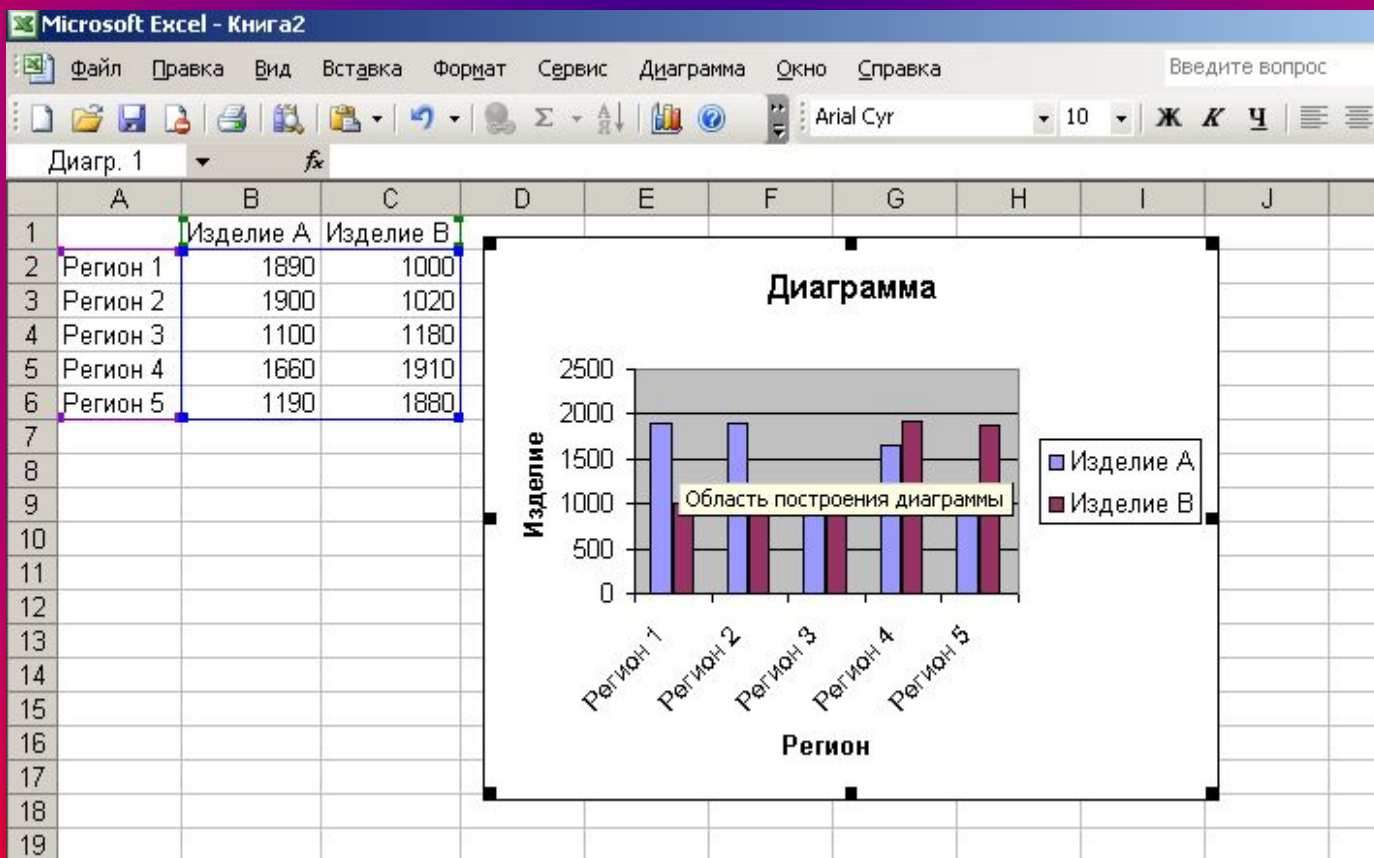 Microsoft Excel - Книга2
Файл Правка Вид Вставка Формат Сервис Диаграмма Окно Справка Введите вопрос
Arial Cyr 10 Ж К Ч
Диагр. 1 fx
A B C D E F G H I J
1 Изделие A Изделие B
2 Регион 1 1890 1000
3 Регион 2 1900 1020
4 Регион 3 1100 1180
5 Регион 4 1660 1910
6 Регион 5 1190 1880
7
8
9
10
11
12
13
14
15
16
17
18
19
Диаграмма
Изделие
2500
2000
1500
1000
500
0
Область построения диаграммы
Регион 1 Регион 2 Регион 3 Регион 4 Регион 5
Регион
Изделие A
Изделие B